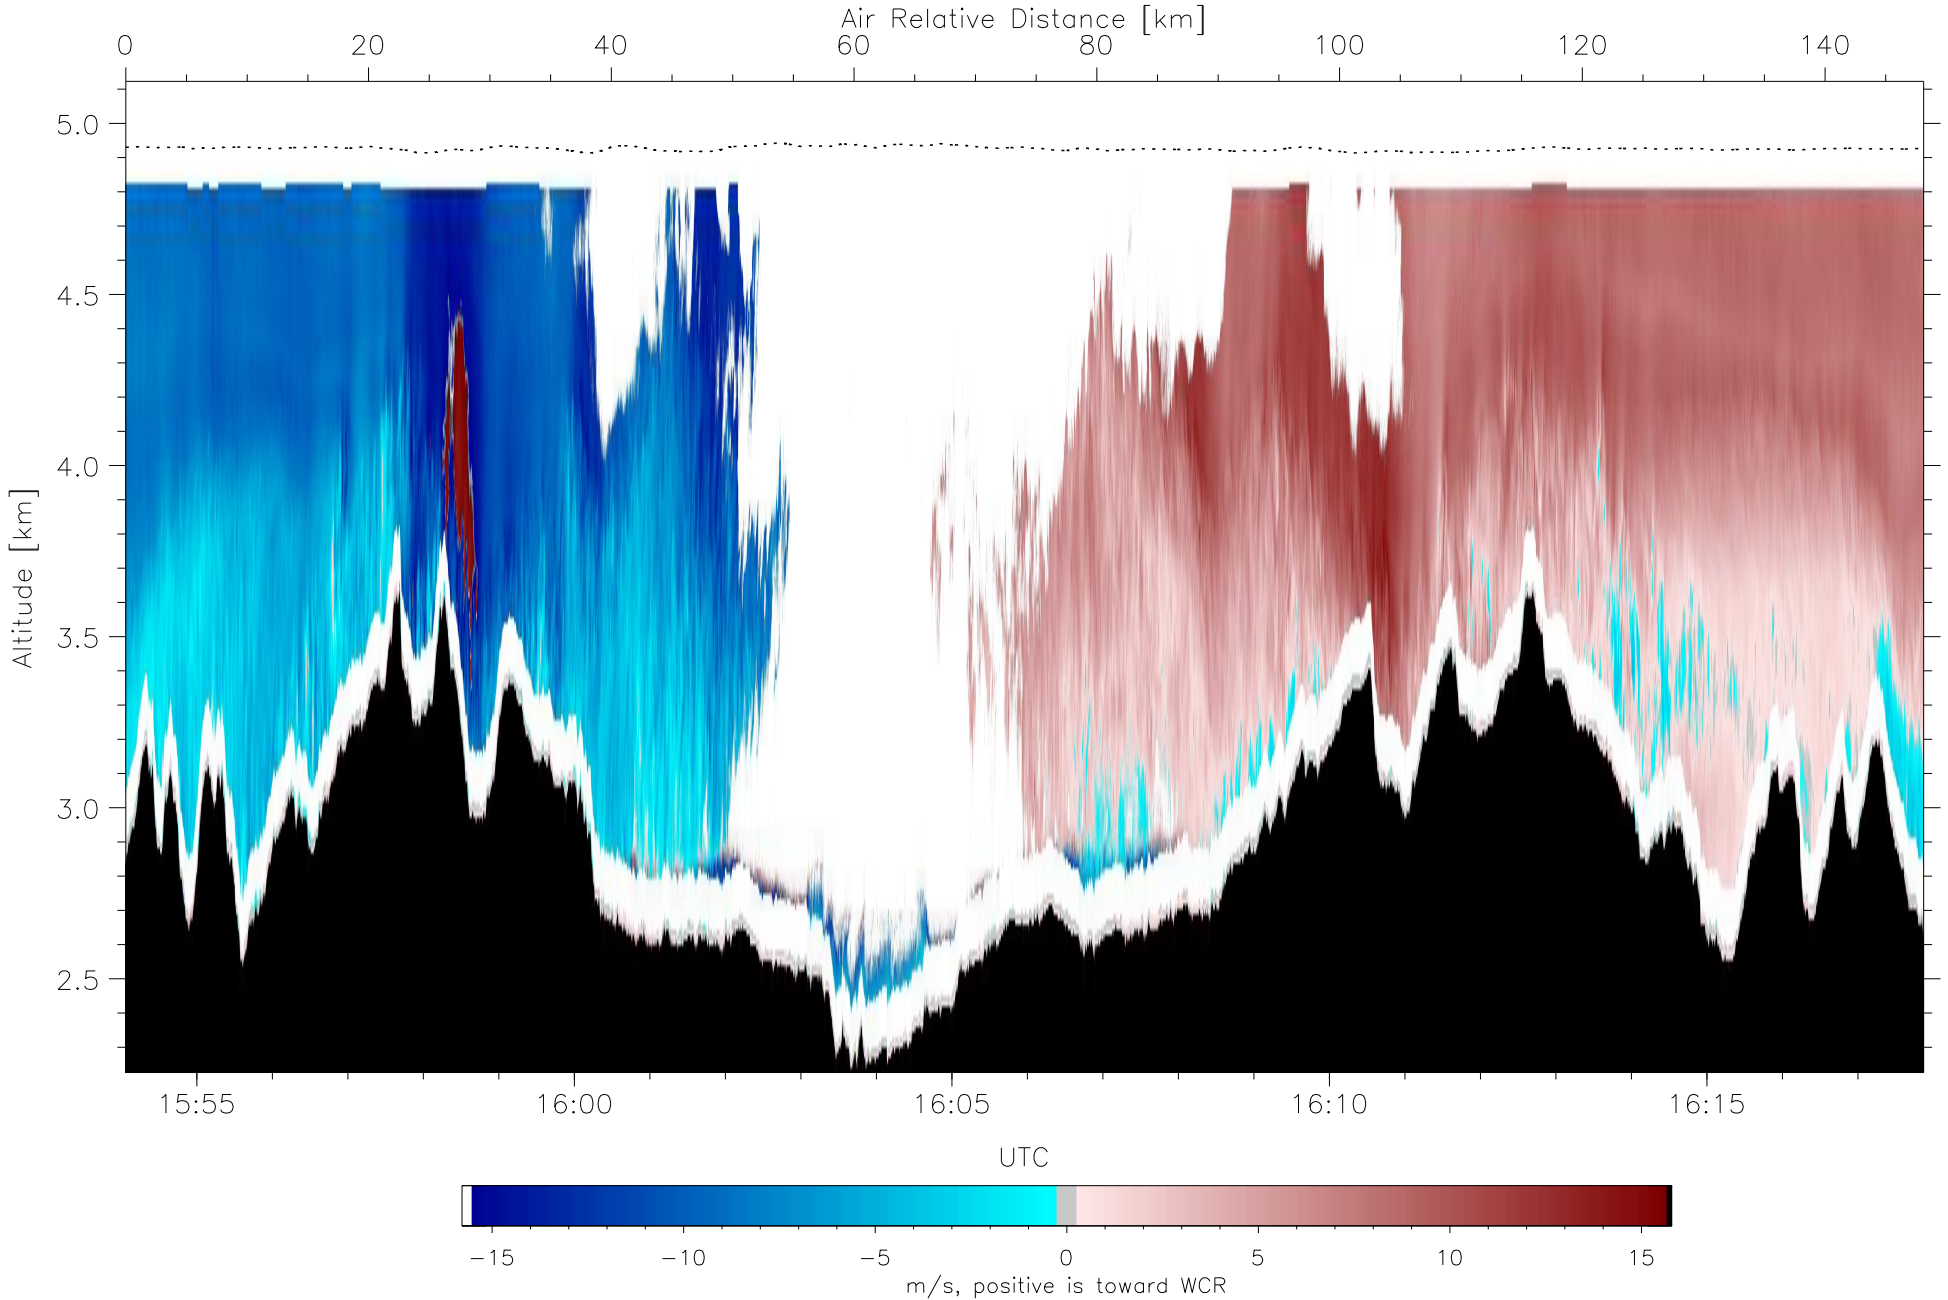 Air Relative Distance [km]
0 20 40 60 80 100 120 140
5.0
4.5
4.0
3.5
3.0
2.5
Altitude [km]
15:55 16:00 16:05 16:10 16:15
UTC
−15 −10 −5 0 5 10 15
m/s, positive is toward WCR